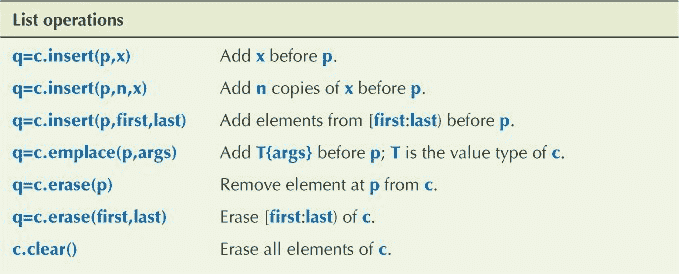 List operations
q=c.insert(p,x) Add x before p.
q=c.insert(p,n,x) Add n copies of x before p.
q=c.insert(p,first,last) Add elements from [first:last) before p.
q=c.emplace(p,args) Add T{args} before p; T is the value type of c.
q=c.erase(p) Remove element at p from c.
q=c.erase(first,last) Erase [first:last) of c.
c.clear() Erase all elements of c.